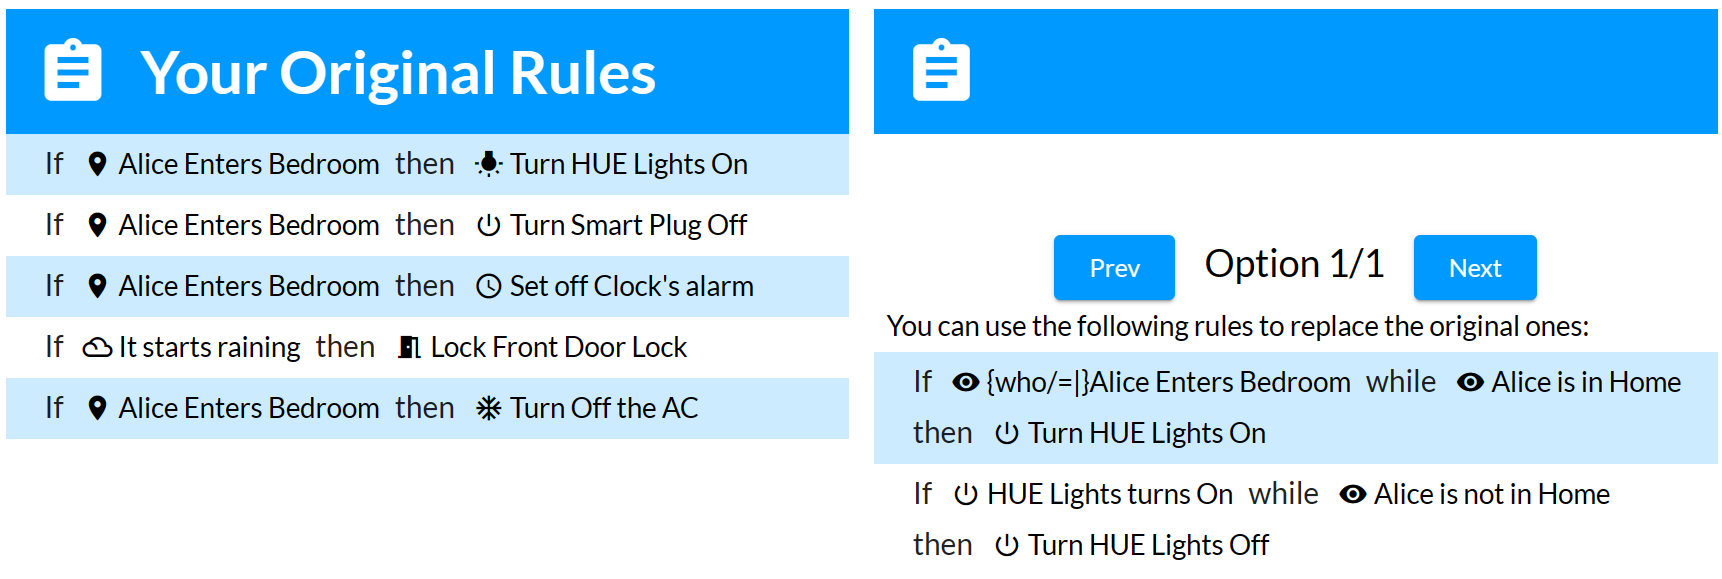 Your Original Rules
If Alice Enters Bedroom then Turn HUE Lights On
If Alice Enters Bedroom then Turn Smart Plug Off
If Alice Enters Bedroom then Set off Clock's alarm
If It starts raining then Lock Front Door Lock
If Alice Enters Bedroom then Turn Off the AC
Prev Option 1/1 Next
You can use the following rules to replace the original ones:
If {who/=|}Alice Enters Bedroom while Alice is in Home
then Turn HUE Lights On
If HUE Lights turns On while Alice is not in Home
then Turn HUE Lights Off